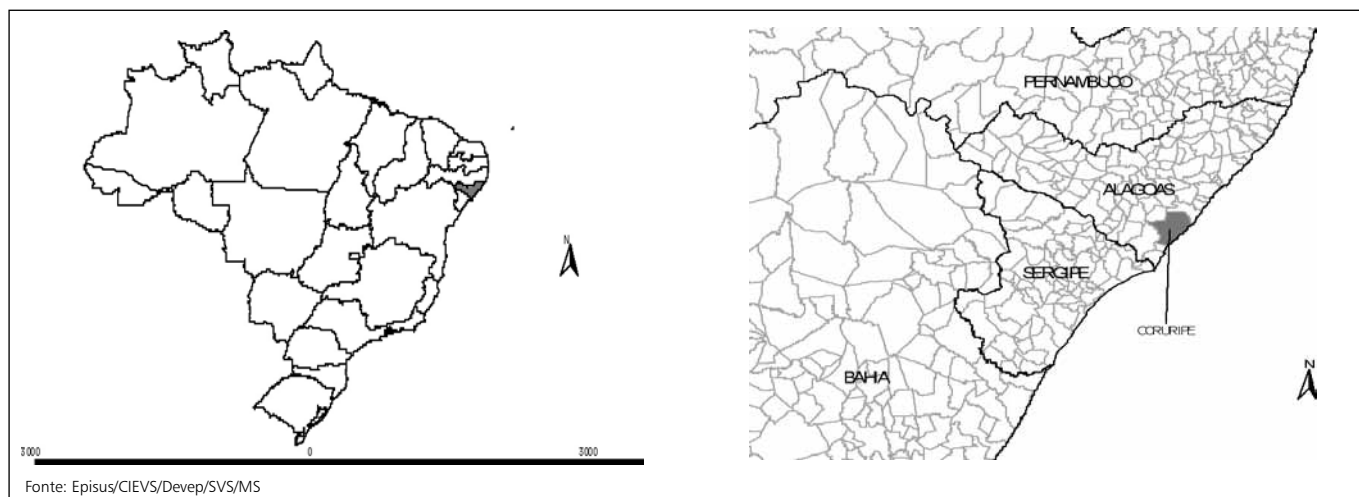 N
3000 0 3000
Fonte: Episus/CIEVS/Devep/SVS/MS
PERNAMBUCO
ALAGOAS
SERGIPE
CORURIPE
BAHIA
N